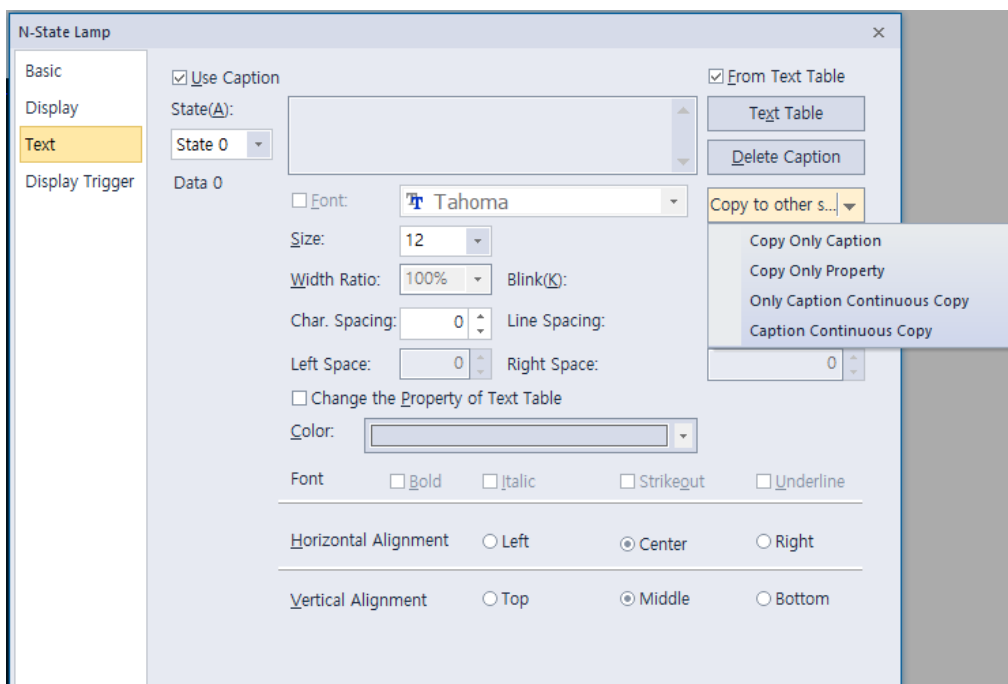 N-State Lamp
Basic
Display
Text
Display Trigger
Use Caption
From Text Table
State(A):
Text Table
State 0
Delete Caption
Data 0
Font:
Tahoma
Copy to other s...
Copy Only Caption
Copy Only Property
Only Caption Continuous Copy
Caption Continuous Copy
Size:
12
Width Ratio:
100%
Blink(K):
Char. Spacing:
0
Line Spacing:
Left Space:
0
Right Space:
0
Change the Property of Text Table
Color:
Font
Bold
Italic
Strikeout
Underline
Horizontal Alignment
Left
Center
Right
Vertical Alignment
Top
Middle
Bottom